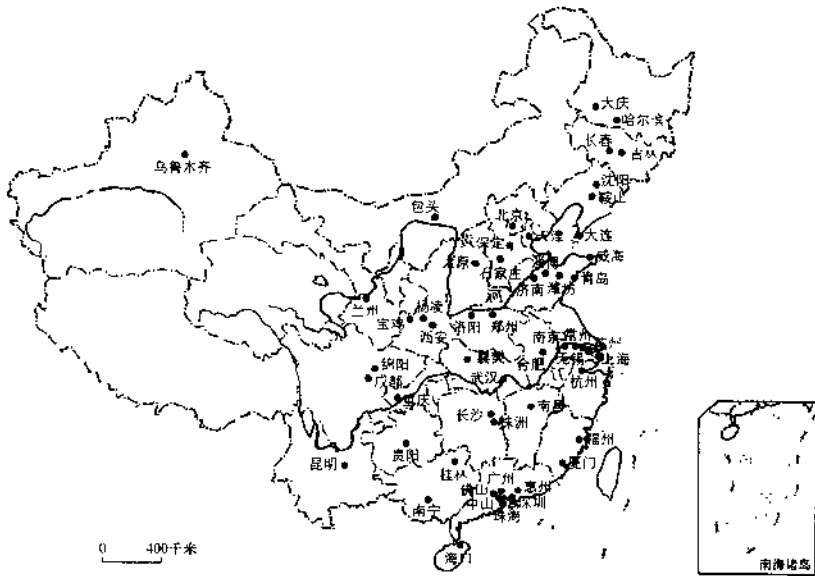 大庆
哈尔滨
长春
吉林
沈阳
鞍山
乌鲁木齐
包头
北京
天津
大连
保定
太原
石家庄
威海
淄博
济南
潍坊
青岛
兰州
宝鸡
杨凌
西安
洛阳
郑州
南京
常州
无锡
上海
合肥
杭州
襄樊
武汉
绵阳
成都
重庆
长沙
株洲
南昌
福州
厦门
贵阳
昆明
桂林
南宁
广州
佛山
惠州
中山
深圳
珠海
海口
河
0 400千米
南海诸岛